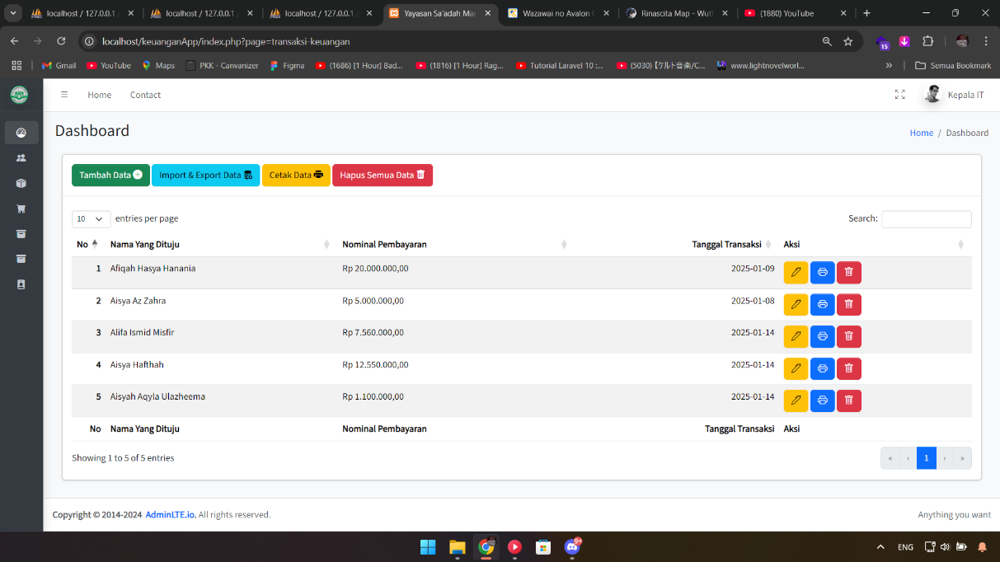 localhost / 127.0.0.1 /
localhost / 127.0.0.1
localhost / 127.0.0.1
Yayasan Sa'adah Mar
Wazawai no Avalon C
Rinascita Map - Wut
(1880) YouTube
localhost/keuanganApp/index.php?page=transaksi-keuangan
15
Gmail
YouTube
Maps
PKK - Canvanizer
Figma
(1686) [1 Hour] Bad...
(1816) [1 Hour] Rag...
Tutorial Laravel 10 :...
(5030) 【ケルト音楽/C...
www.lightnovelworl...
Semua Bookmark
Home
Contact
Kepala IT
Dashboard
Home / Dashboard
Tambah Data
Import & Export Data
Cetak Data
Hapus Semua Data
10 entries per page
Search:
No Nama Yang Dituju Nominal Pembayaran Tanggal Transaksi Aksi
1 Afiqah Hasya Hanania Rp 20.000.000,00 2025-01-09
2 Aisya Az Zahra Rp 5.000.000,00 2025-01-08
3 Alifa Ismid Misfir Rp 7.560.000,00 2025-01-14
4 Aisya Hafthah Rp 12.550.000,00 2025-01-14
5 Aisyah Aqyla Ulazheema Rp 1.100.000,00 2025-01-14
No Nama Yang Dituju Nominal Pembayaran Tanggal Transaksi Aksi
Showing 1 to 5 of 5 entries
« ‹ 1 › »
Copyright © 2014-2024 AdminLTE.io. All rights reserved.
Anything you want
9+
ENG